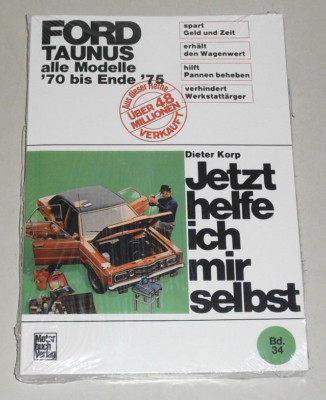 FORD
TAUNUS
alle Modelle
'70 bis Ende '75
spart
Geld und Zeit
erhält
den Wagenwert
hilft
Pannen beheben
verhindert
Werkstattärger
Aus dieser Reihe
ÜBER 48
MILLIONEN
VERKAUFT
Dieter Korp
Jetzt
helfe
ich
mir
selbst
Motor
buch
Verlag
Bd.
34